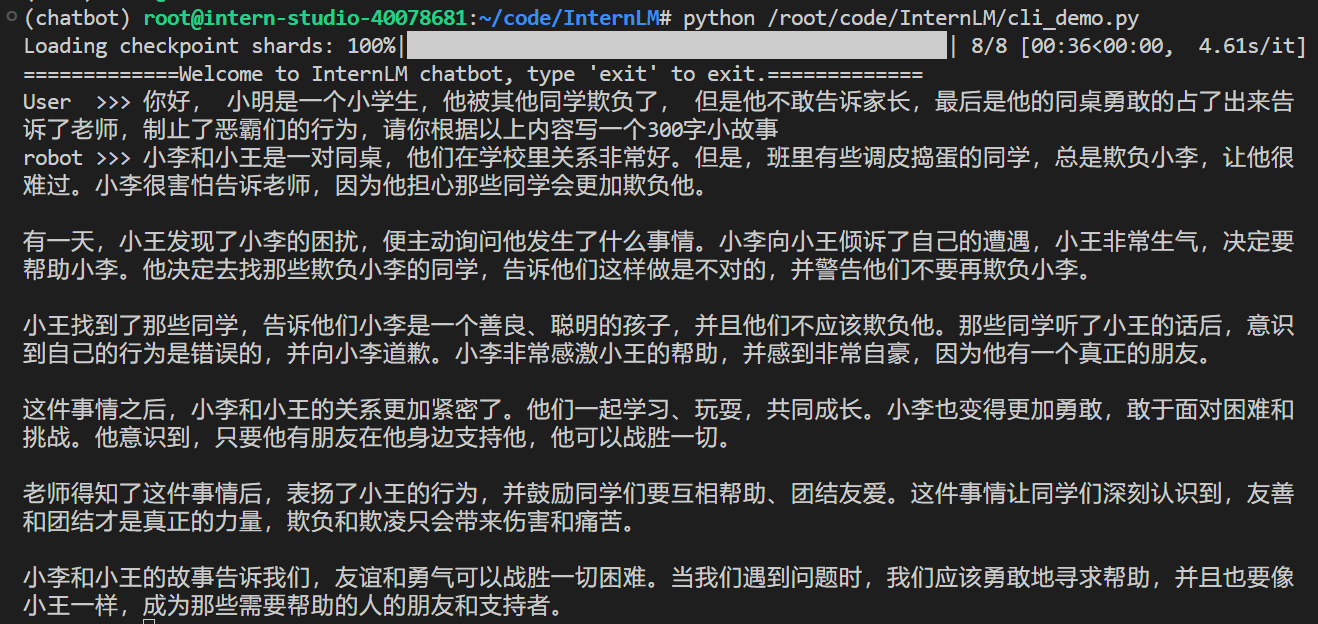 (chatbot) root@intern-studio-40078681:~/code/InternLM# python /root/code/InternLM/cli_demo.py
Loading checkpoint shards: 100%|██████████| 8/8 [00:36<00:00,  4.61s/it]
=============Welcome to InternLM chatbot, type 'exit' to exit.=============
User  >>> 你好， 小明是一个小学生，他被其他同学欺负了， 但是他不敢告诉家长，最后是他的同桌勇敢的占了出来告
诉了老师，制止了恶霸们的行为，请你根据以上内容写一个300字小故事
robot >>> 小李和小王是一对同桌，他们在学校里关系非常好。但是，班里有些调皮捣蛋的同学，总是欺负小李，让他很
难过。小李很害怕告诉老师，因为他担心那些同学会更加欺负他。
有一天，小王发现了小李的困扰，便主动询问他发生了什么事情。小李向小王倾诉了自己的遭遇，小王非常生气，决定要
帮助小李。他决定去找那些欺负小李的同学，告诉他们这样做是不对的，并警告他们不要再欺负小李。
小王找到了那些同学，告诉他们小李是一个善良、聪明的孩子，并且他们不应该欺负他。那些同学听了小王的话后，意识
到自己的行为是错误的，并向小李道歉。小李非常感激小王的帮助，并感到非常自豪，因为他有一个真正的朋友。
这件事情之后，小李和小王的关系更加紧密了。他们一起学习、玩耍，共同成长。小李也变得更加勇敢，敢于面对困难和
挑战。他意识到，只要他有朋友在他身边支持他，他可以战胜一切。
老师得知了这件事情后，表扬了小王的行为，并鼓励同学们要互相帮助、团结友爱。这件事情让同学们深刻认识到，友善
和团结才是真正的力量，欺负和欺凌只会带来伤害和痛苦。
小李和小王的故事告诉我们，友谊和勇气可以战胜一切困难。当我们遇到问题时，我们应该勇敢地寻求帮助，并且也要像
小王一样，成为那些需要帮助的人的朋友和支持者。